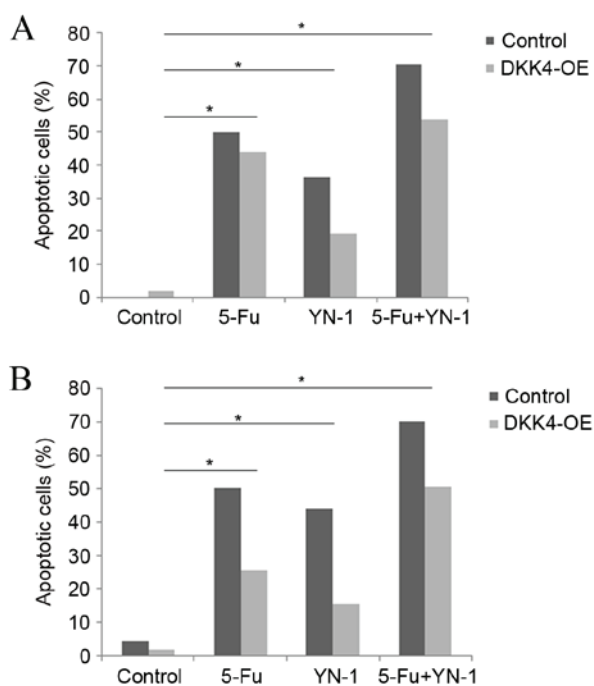 A
Apoptotic cells (%)
80
70
60
50
40
30
20
10
0
*
*
*
Control
DKK4-OE
Control 5-Fu YN-1 5-Fu+YN-1
B
Apoptotic cells (%)
80
70
60
50
40
30
20
10
0
*
*
*
Control
DKK4-OE
Control 5-Fu YN-1 5-Fu+YN-1